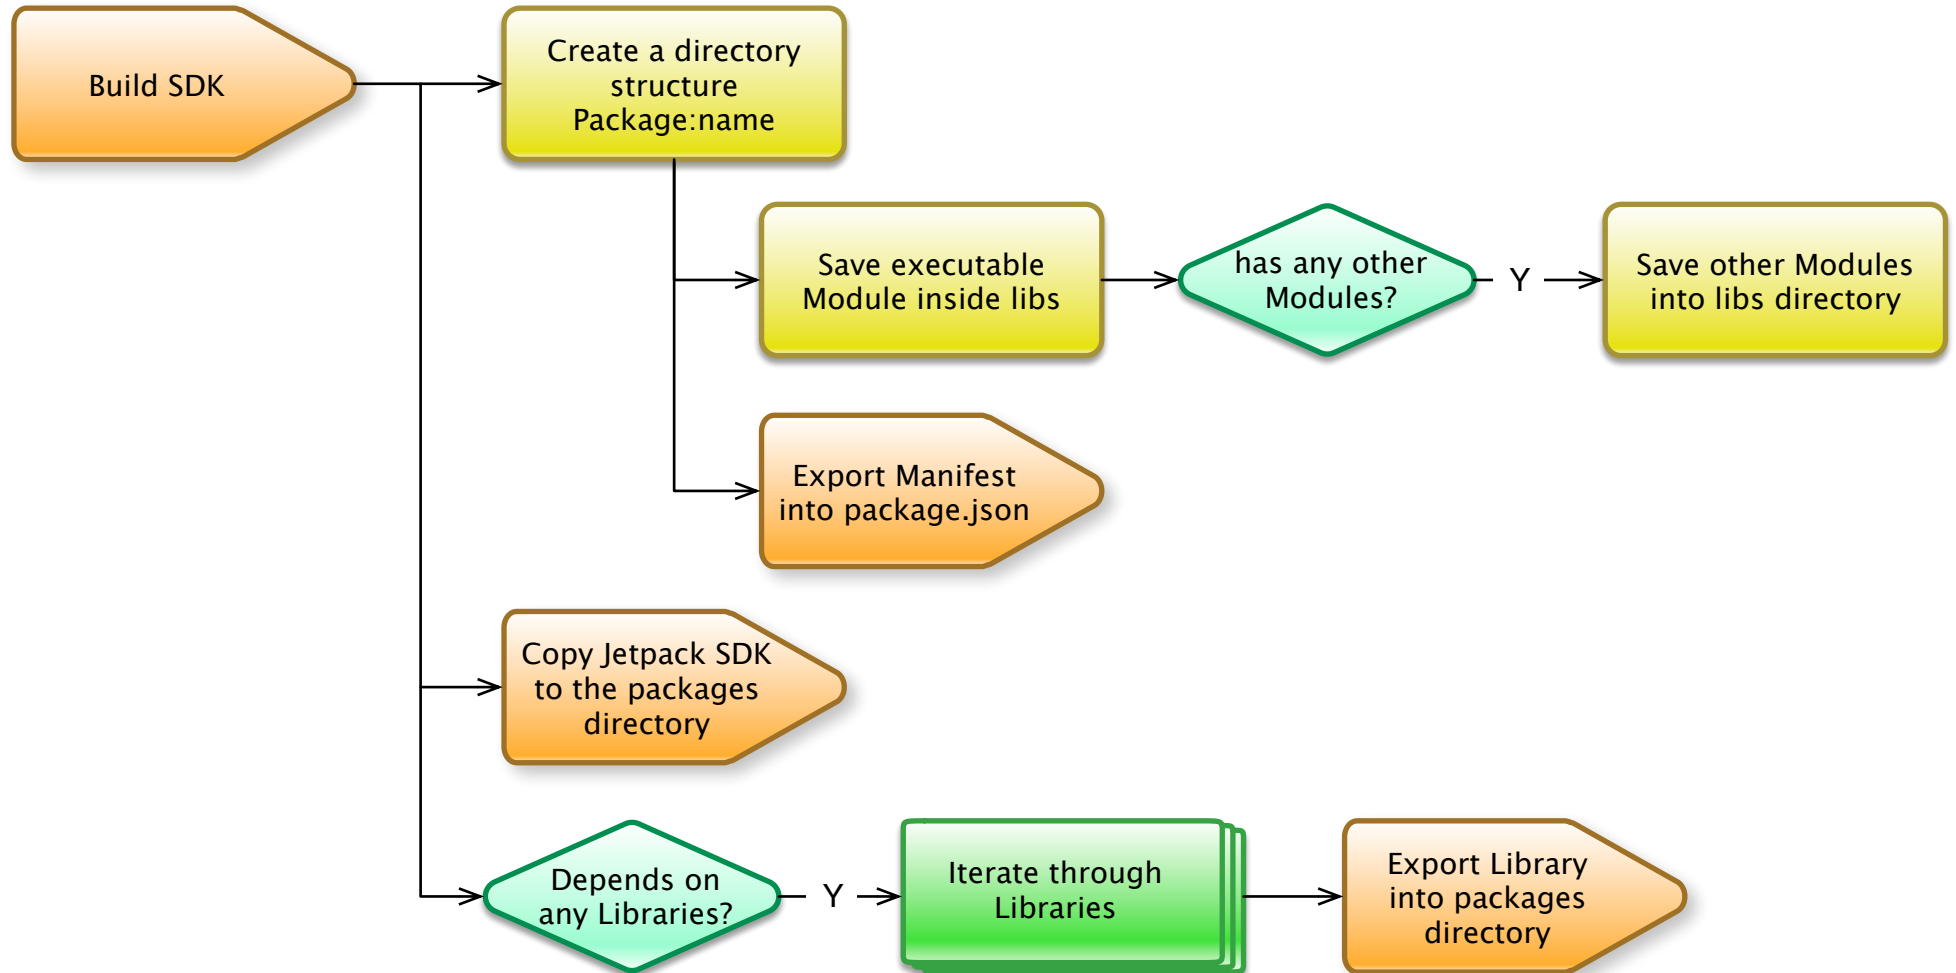 Build SDK
Create a directory
structure
Package:name
Save executable
Module inside libs
has any other
Modules?
Y
Save other Modules
into libs directory
Export Manifest
into package.json
Copy Jetpack SDK
to the packages
directory
Depends on
any Libraries?
Y
Iterate through
Libraries
Export Library
into packages
directory